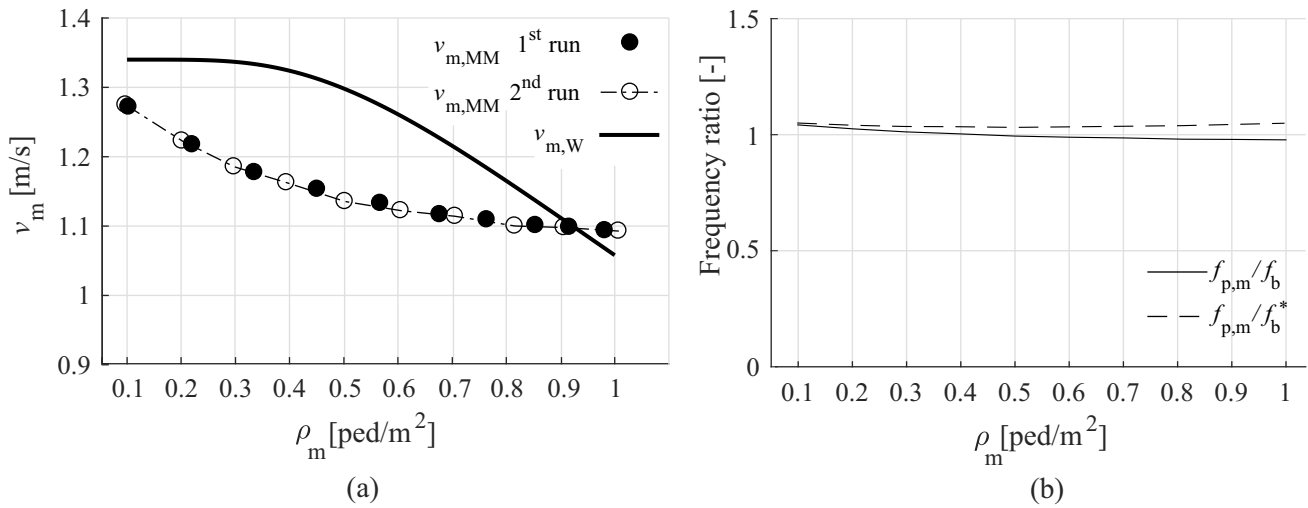 1.4
1.3
1.2
1.1
1
0.9
v_m [m/s]
v_m,MM 1st run
v_m,MM 2nd run
v_m,W
0.1 0.2 0.3 0.4 0.5 0.6 0.7 0.8 0.9 1
ρ_m [ped/m²]
(a)
1.5
1
0.5
0
Frequency ratio [-]
f_p,m/f_b
f_p,m/f_b*
0.1 0.2 0.3 0.4 0.5 0.6 0.7 0.8 0.9 1
ρ_m [ped/m²]
(b)